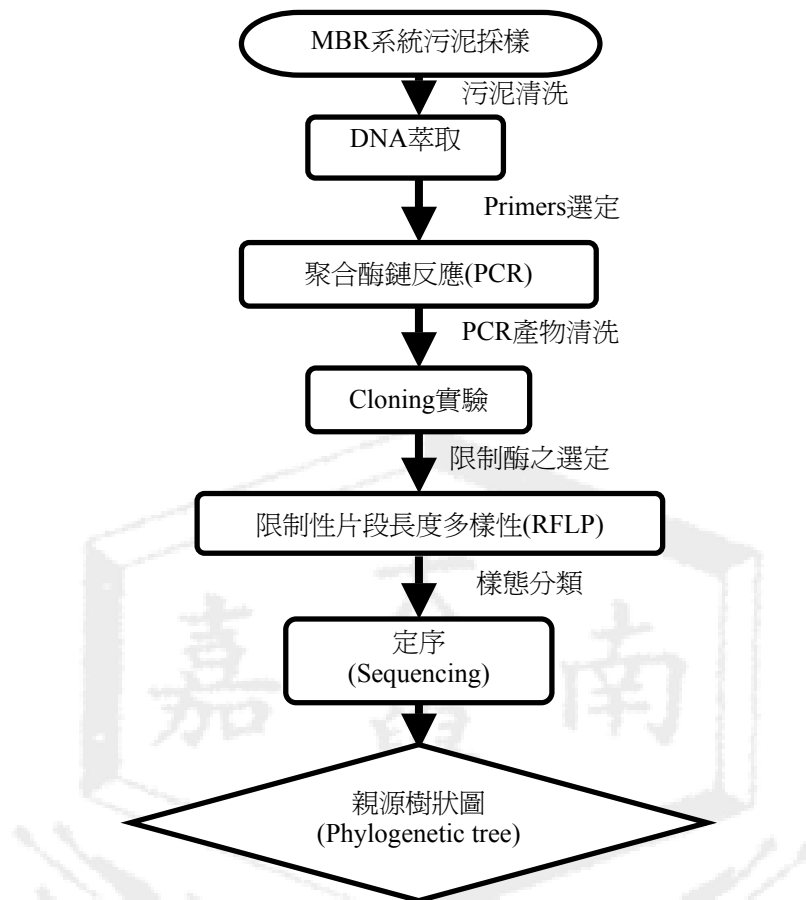 MBR系統污泥採樣
污泥清洗
DNA萃取
Primers選定
聚合酶鏈反應(PCR)
PCR產物清洗
Cloning實驗
限制酶之選定
限制性片段長度多樣性(RFLP)
樣態分類
定序
(Sequencing)
親源樹狀圖
(Phylogenetic tree)
嘉
南